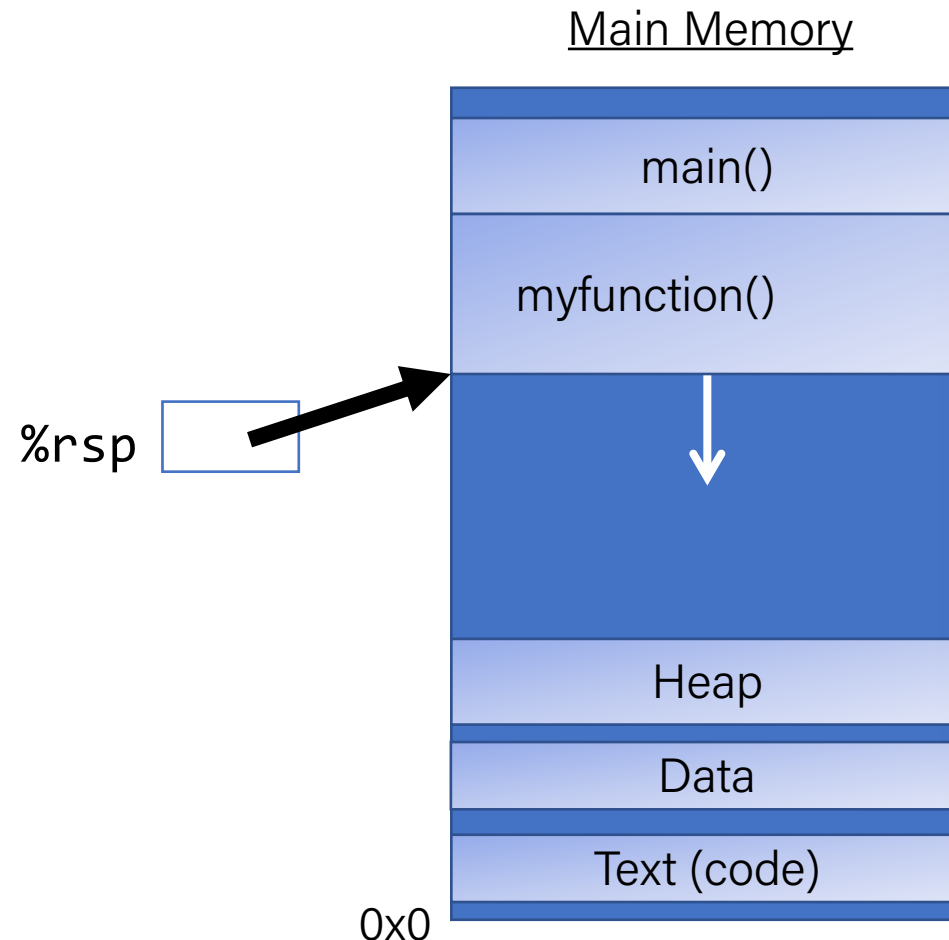 Main Memory
main()
myfunction()
%rsp
Heap
Data
Text (code)
0x0